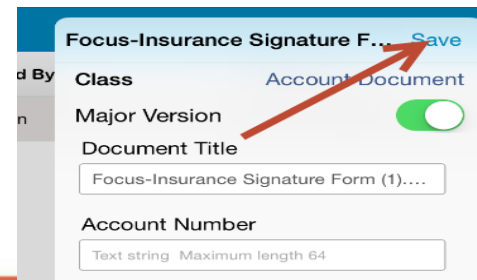 Focus-Insurance Signature F... Save
d By
Class Account Document
n
Major Version
Document Title
Focus-Insurance Signature Form (1)....
Account Number
Text string Maximum length 64